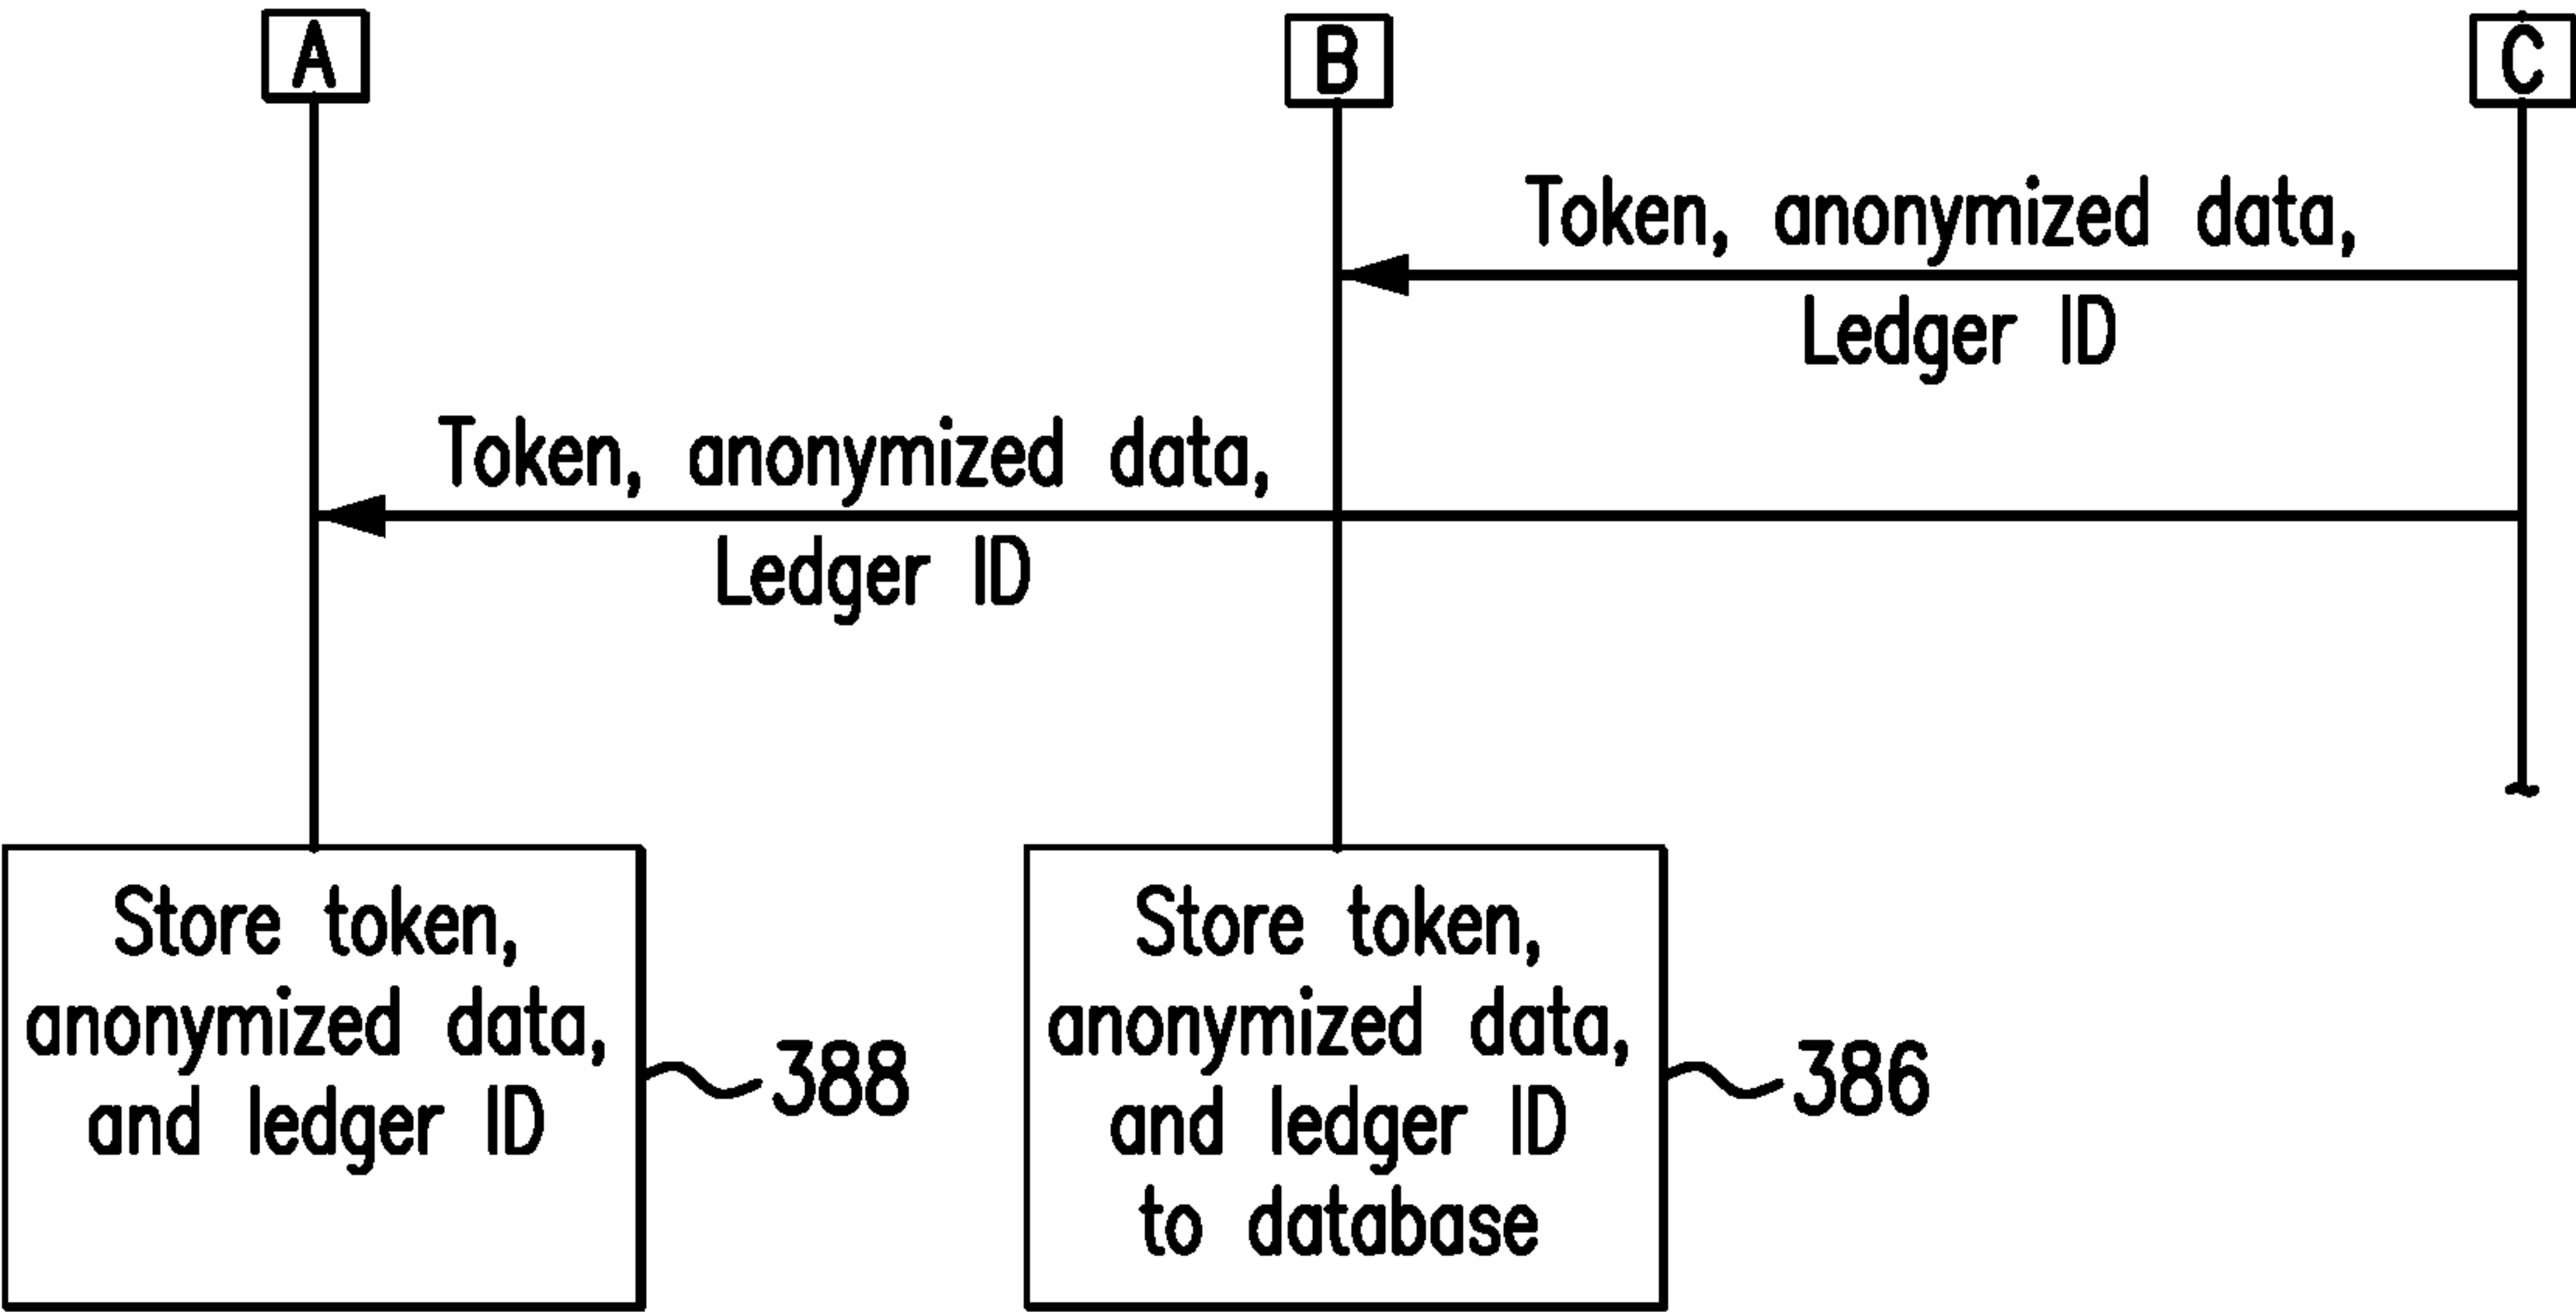 A
B
C
Token, anonymized data,
Ledger ID
Token, anonymized data,
Ledger ID
Store token,
anonymized data,
and ledger ID
388
Store token,
anonymized data,
and ledger ID
to database
386